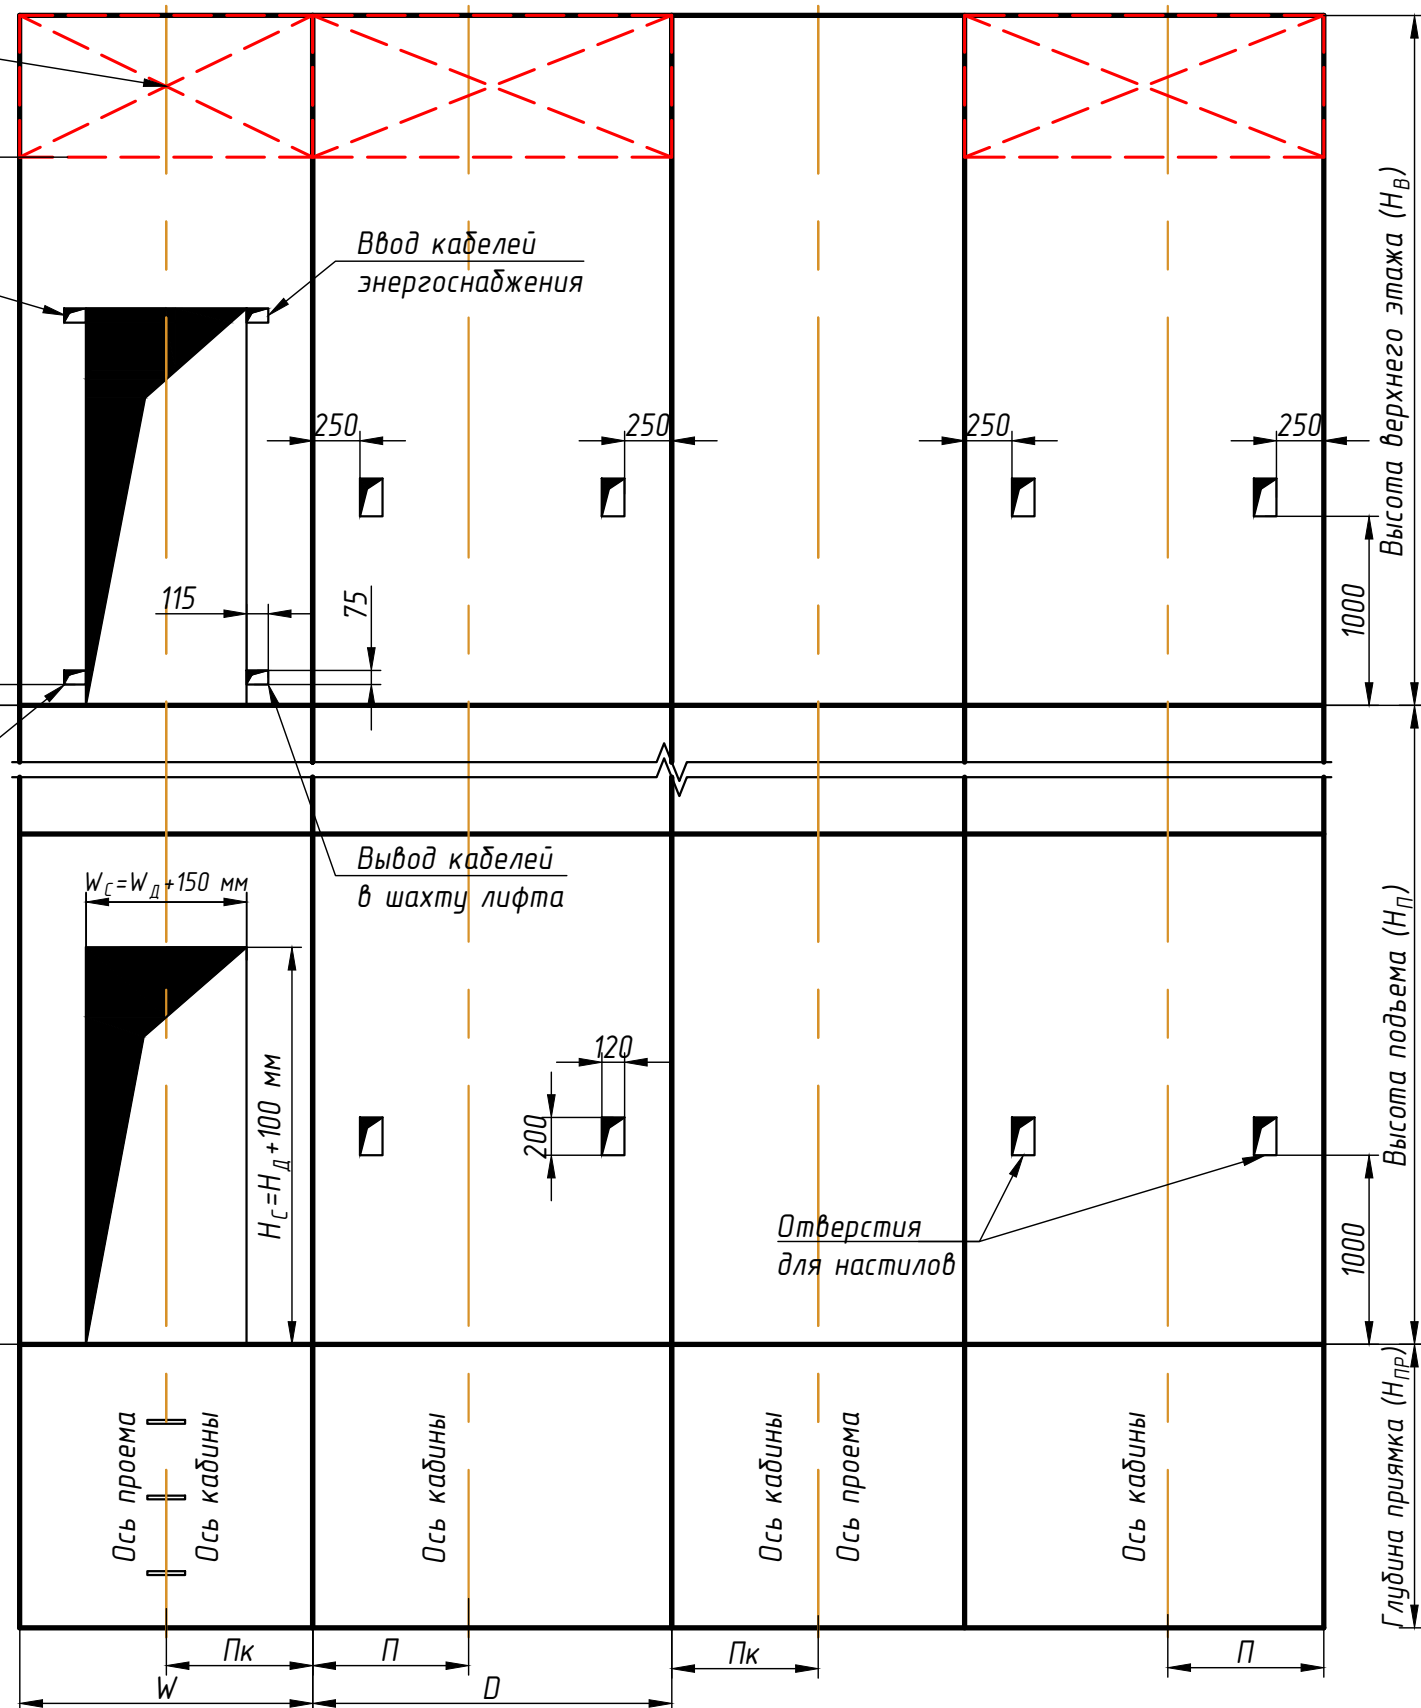 Ввод кабелей
энергоснабжения
Высота верхнего этажа (HВ)
250
250
250
250
115
75
1000
Вывод кабелей
в шахту лифта
WС=WД+150 мм
HС=HД+100 мм
120
200
Отверстия
для настилов
1000
Высота подъема (HП)
Ось проема
Ось кабины
Ось кабины
Ось кабины
Ось проема
Ось кабины
Глубина приямка (HПР)
Пк
П
Пк
П
W
D